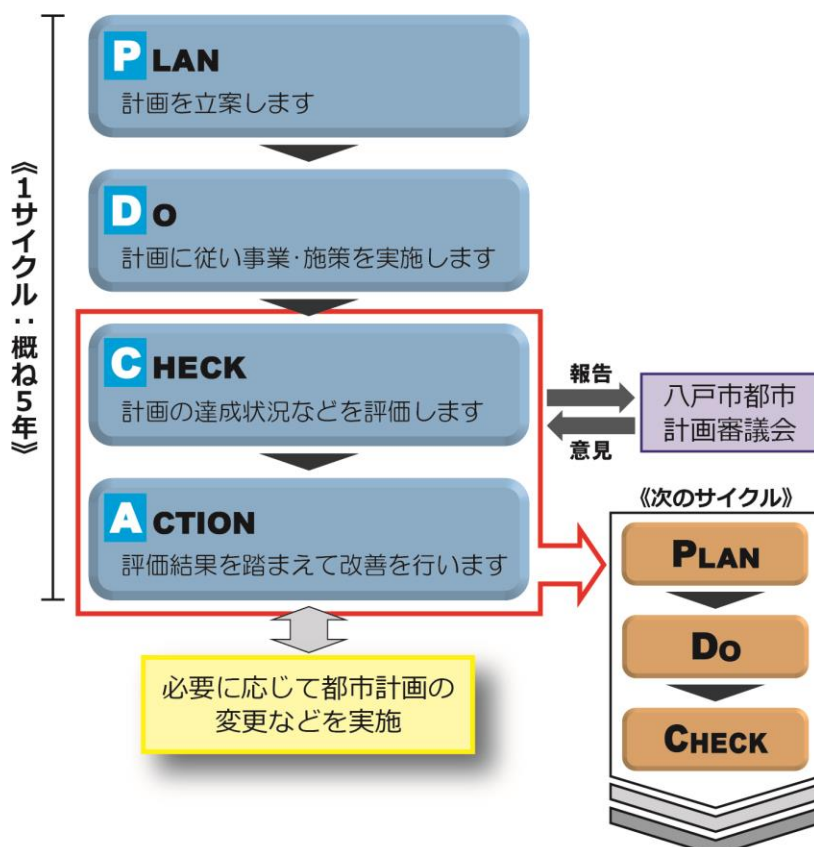 《1サイクル：概ね5年》
PLAN
計画を立案します
DO
計画に従い事業・施策を実施します
CHECK
計画の達成状況などを評価します
ACTION
評価結果を踏まえて改善を行います
報告
意見
八戸市都市
計画審議会
必要に応じて都市計画の
変更などを実施
《次のサイクル》
PLAN
DO
CHECK